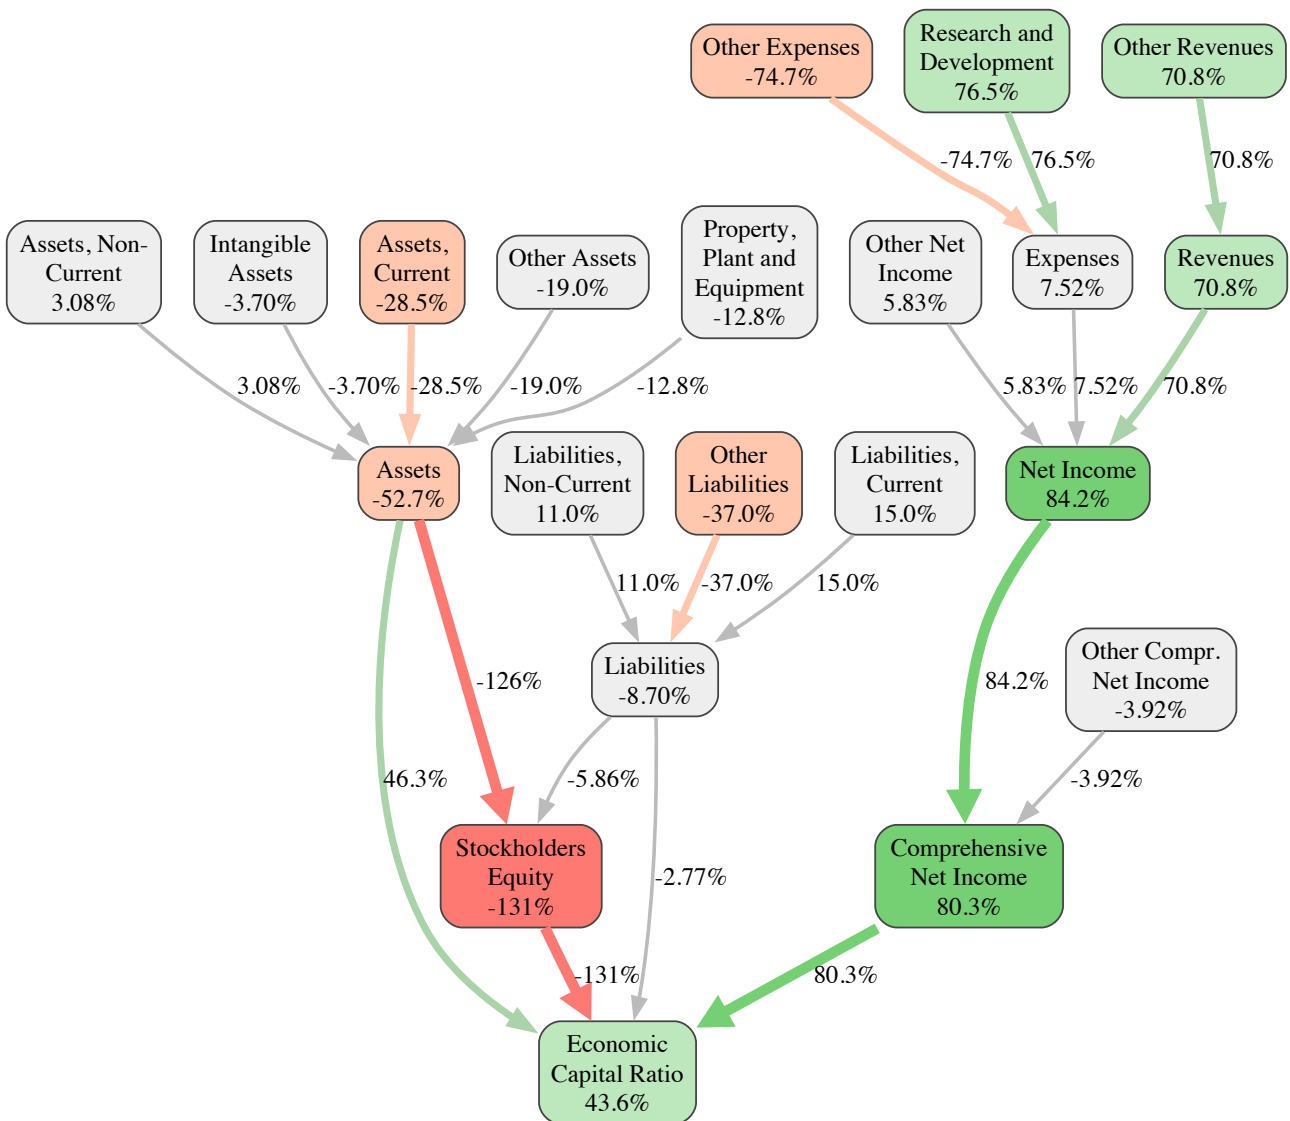 Other Expenses
-74.7%
Research and
Development
76.5%
Other Revenues
70.8%
-74.7%
76.5%
70.8%
Assets, Non-
Current
3.08%
Intangible
Assets
-3.70%
Assets,
Current
-28.5%
Other Assets
-19.0%
Property,
Plant and
Equipment
-12.8%
Other Net
Income
5.83%
Expenses
7.52%
Revenues
70.8%
3.08%
-3.70%
-28.5%
-19.0%
-12.8%
5.83%
7.52%
70.8%
Assets
-52.7%
Liabilities,
Non-Current
11.0%
Other
Liabilities
-37.0%
Liabilities,
Current
15.0%
Net Income
84.2%
11.0%
-37.0%
15.0%
Liabilities
-8.70%
-126%
84.2%
Other Compr.
Net Income
-3.92%
46.3%
-5.86%
-3.92%
Stockholders
Equity
-131%
-2.77%
Comprehensive
Net Income
80.3%
-131%
80.3%
Economic
Capital Ratio
43.6%